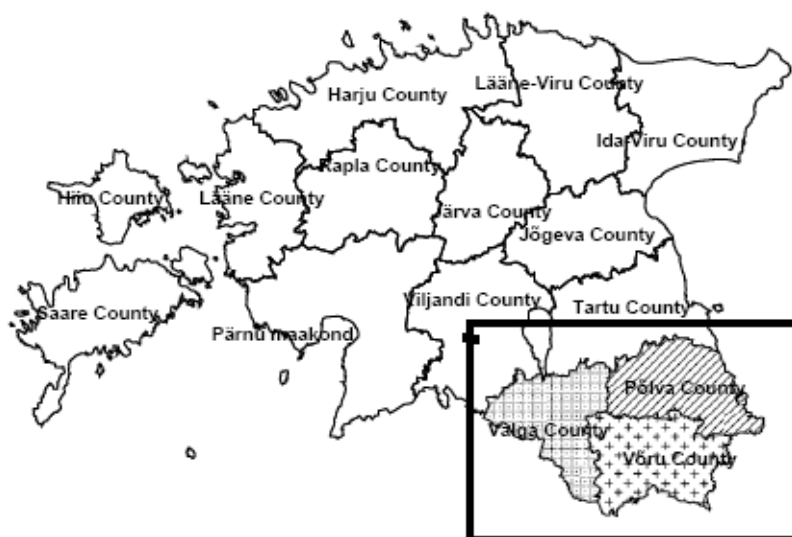 Lääne-Viru County
Harju County
Ida-Viru County
Rapla County
Hiiu County
Lääne County
Järva County
Jõgeva County
Viljandi County
Tartu County
Saare County
Pärnu maakond
Põlva County
Valga County
Võru County